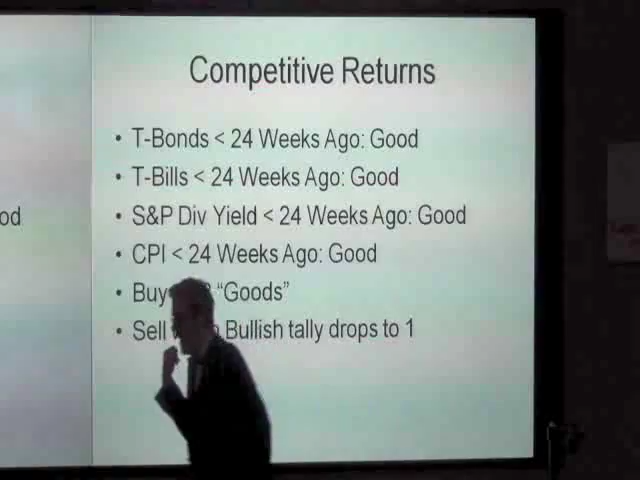 Competitive Returns
• T-Bonds < 24 Weeks Ago: Good
• T-Bills < 24 Weeks Ago: Good
od
• S&P Div Yield < 24 Weeks Ago: Good
• CPI < 24 Weeks Ago: Good
• Buy "Goods"
• Sell Bullish tally drops to 1